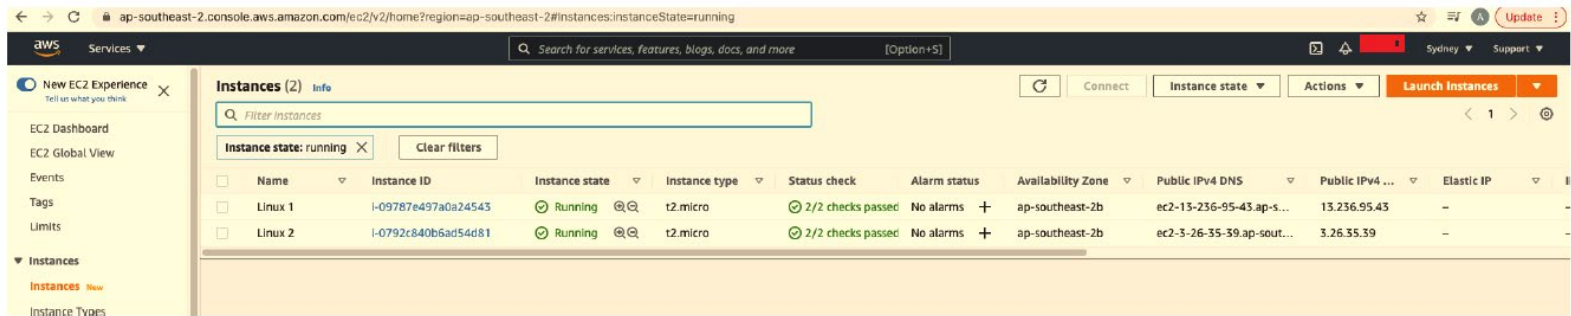 ap-southeast-2.console.aws.amazon.com/ec2/v2/home?region=ap-southeast-2#Instances:instanceState=running
A
Update
aws
Services
Search for services, features, blogs, docs, and more [Option+S]
Sydney
Support
New EC2 Experience
Tell us what you think
EC2 Dashboard
EC2 Global View
Events
Tags
Limits
Instances
Instances New
Instance Types
Instances (2) Info
Connect
Instance state
Actions
Launch Instances
Filter instances
1
Instance state: running
Clear filters
Name Instance ID Instance state Instance type Status check Alarm status Availability Zone Public IPv4 DNS Public IPv4 ... Elastic IP
Linux 1 i-09787e497a0a24543 Running t2.micro 2/2 checks passed No alarms + ap-southeast-2b ec2-13-236-95-43.ap-s... 13.236.95.43 –
Linux 2 i-0792c840b6ad54d81 Running t2.micro 2/2 checks passed No alarms + ap-southeast-2b ec2-3-26-35-39.ap-sout... 3.26.35.39 –